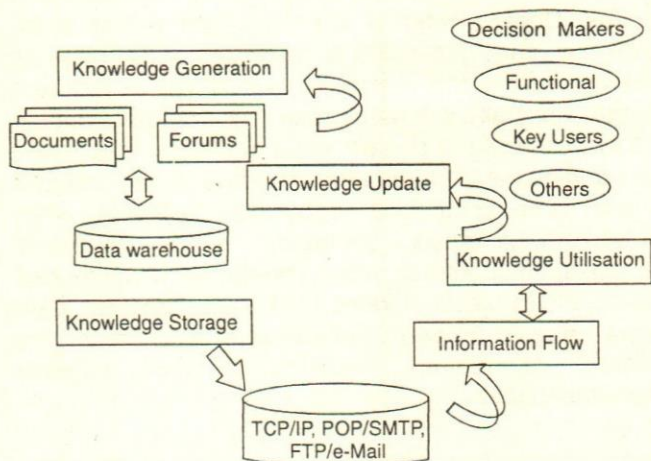 Decision Makers
Knowledge Generation
Functional
Documents
Forums
Key Users
Knowledge Update
Others
Data warehouse
Knowledge Utilisation
Knowledge Storage
Information Flow
TCP/IP, POP/SMTP,
FTP/e-Mail